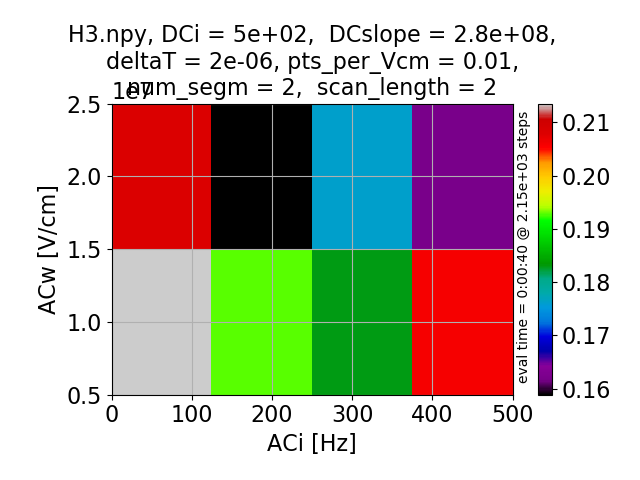 H3.npy, DCi = 5e+02,  DCslope = 2.8e+08,
deltaT = 2e-06, pts_per_Vcm = 0.01,
num_segm = 2,  scan_length = 2
1e7
2.5
2.0
1.5
1.0
0.5
ACw [V/cm]
0 100 200 300 400 500
ACi [Hz]
eval time = 0:00:40 @ 2.15e+03 steps
0.21
0.20
0.19
0.18
0.17
0.16